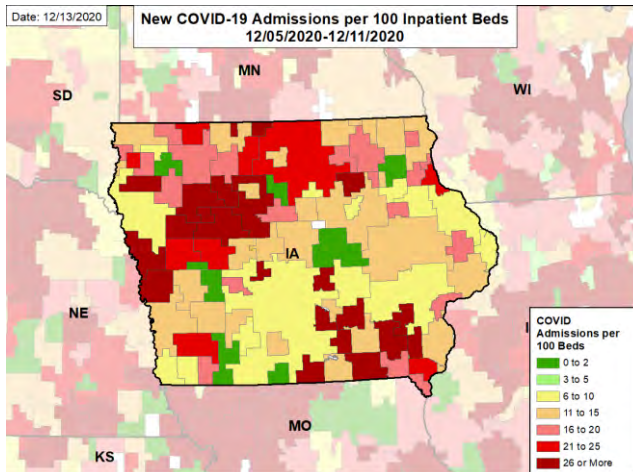 Date: 12/13/2020
New COVID-19 Admissions per 100 Inpatient Beds
12/05/2020-12/11/2020
MN
SD
WI
IA
NE
I
MO
KS
COVID
Admissions per
100 Beds
0 to 2
3 to 5
6 to 10
11 to 15
16 to 20
21 to 25
26 or More